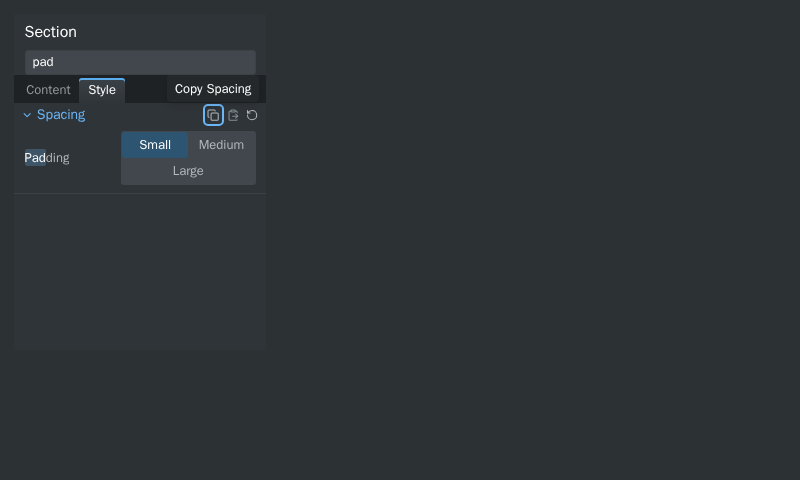 Section
pad
Content Style Copy Spacing
Spacing
Padding Small Medium
Large